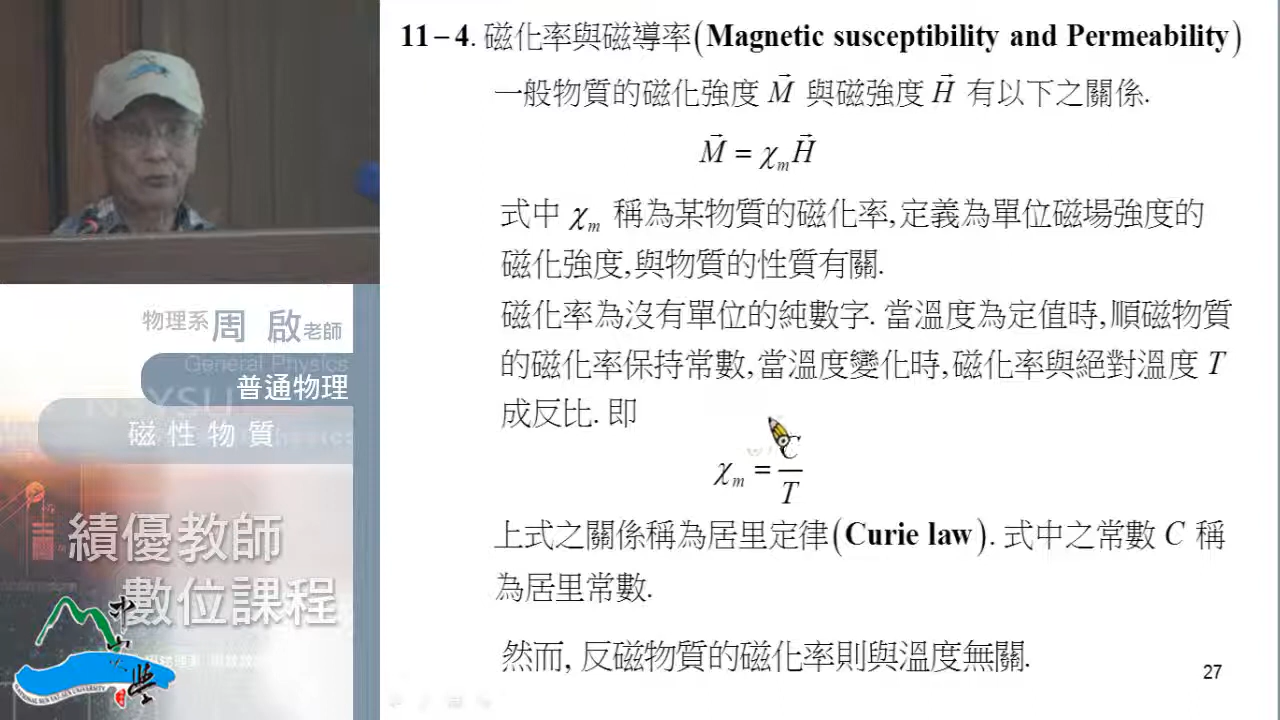 11-4. 磁化率與磁導率(Magnetic susceptibility and Permeability)
一般物質的磁化強度 M⃗ 與磁強度 H⃗ 有以下之關係.
M⃗ = χₘH⃗
式中 χₘ 稱為某物質的磁化率,定義為單位磁場強度的
磁化強度,與物質的性質有關.
磁化率為沒有單位的純數字. 當溫度為定值時,順磁物質
的磁化率保持常數,當溫度變化時,磁化率與絕對溫度 T
成反比. 即
χₘ = C/T
上式之關係稱為居里定律(Curie law). 式中之常數 C 稱
為居里常數.
然而, 反磁物質的磁化率則與溫度無關.
27
物理系周 啟老師
General Physics
普通物理
NSYSU
磁性物質
績優教師
數位課程